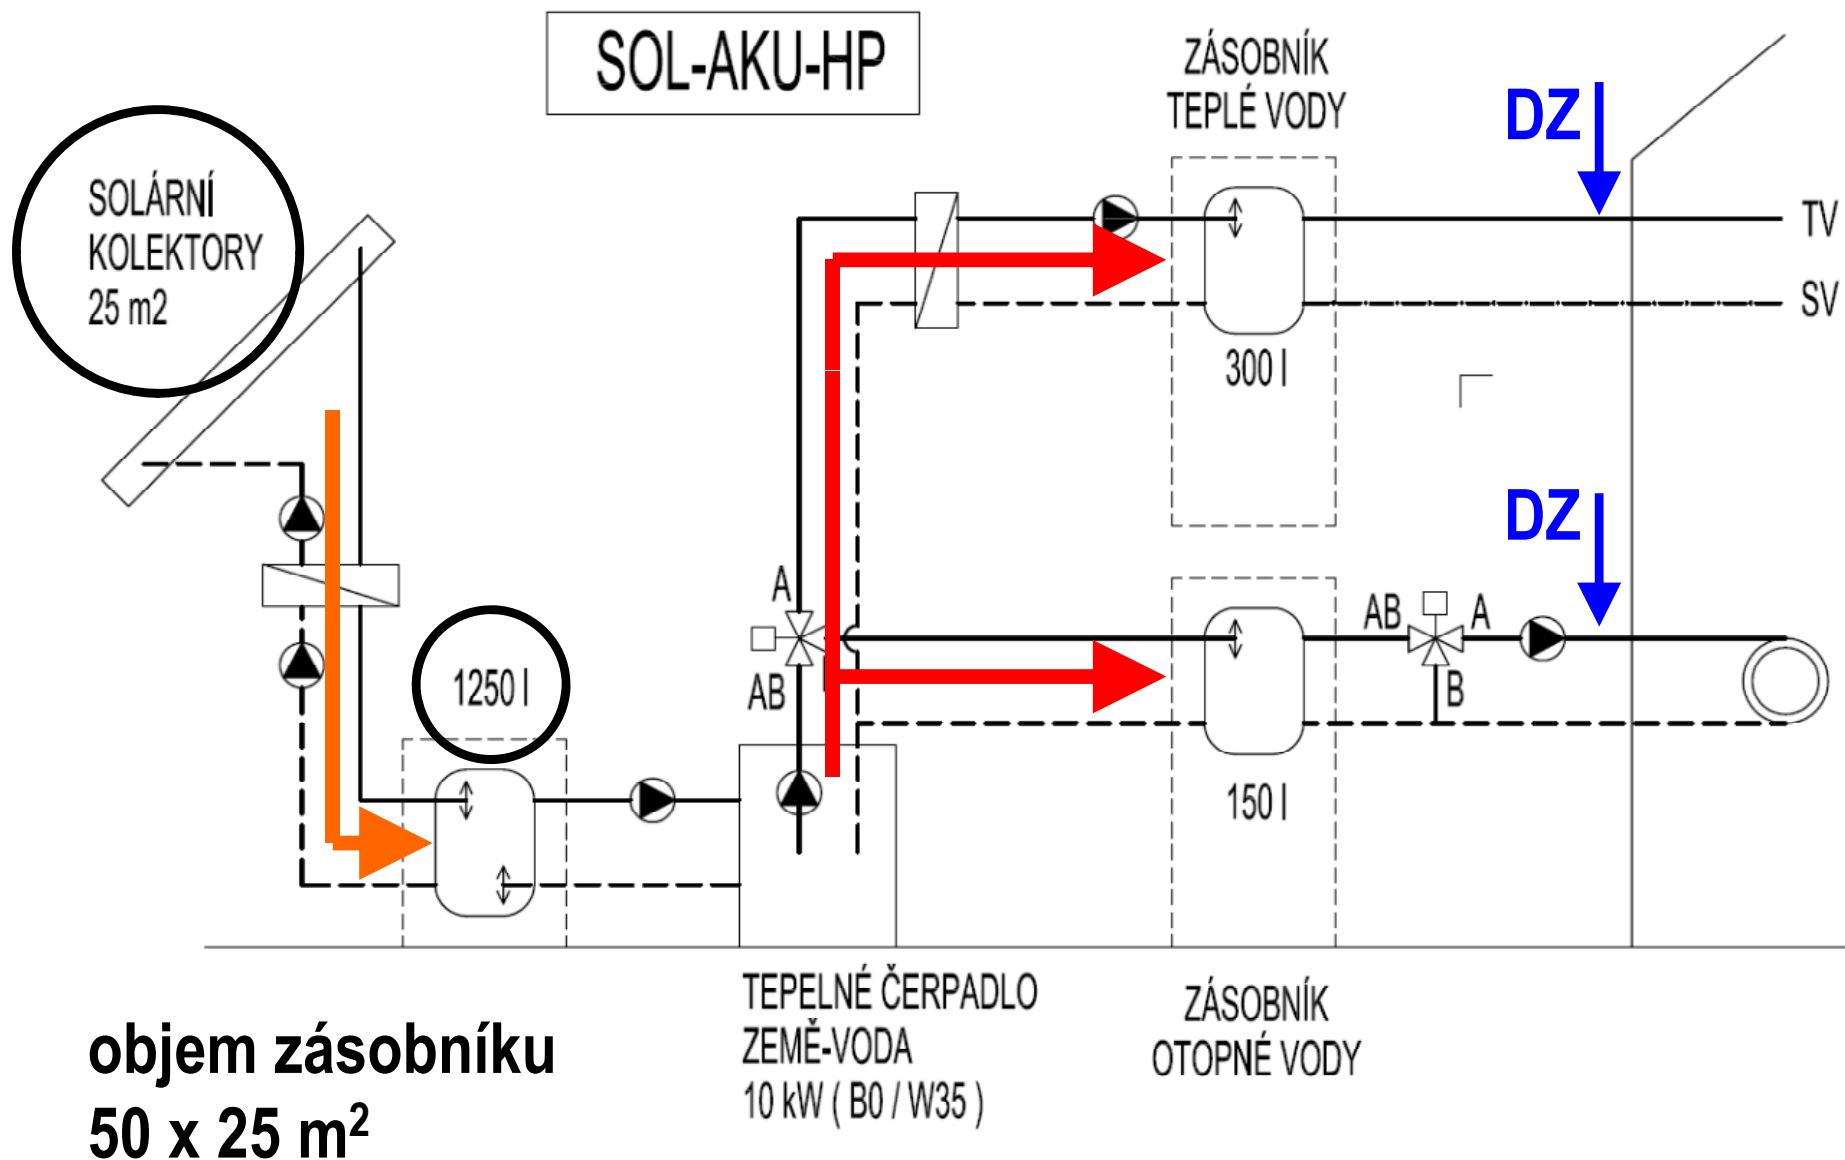 SOL-AKU-HP
ZÁSOBNÍK
TEPLÉ VODY
DZ
SOLÁRNÍ
KOLEKTORY
25 m2
TV
SV
300 l
DZ
A
AB
AB
A
B
1250 l
150 l
TEPELNÉ ČERPADLO
ZEMĚ-VODA
10 kW ( B0 / W35 )
ZÁSOBNÍK
OTOPNÉ VODY
objem zásobníku
50 x 25 m²